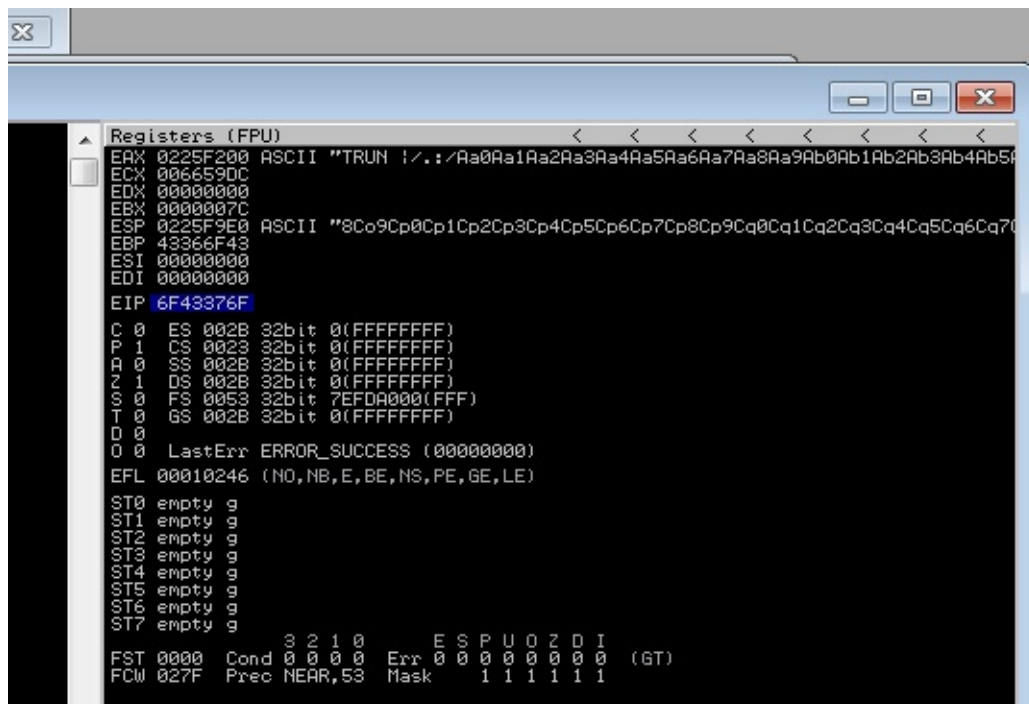 Registers (FPU) < < < < < < < <
EAX 0225F200 ASCII "TRUN |/.:/Aa0Aa1Aa2Aa3Aa4Aa5Aa6Aa7Aa8Aa9Ab0Ab1Ab2Ab3Ab4Ab5A
ECX 006659DC
EDX 00000000
EBX 0000007C
ESP 0225F9E0 ASCII "8Co9Cp0Cp1Cp2Cp3Cp4Cp5Cp6Cp7Cp8Cp9Cq0Cq1Cq2Cq3Cq4Cq5Cq6Cq7C
EBP 43366F43
ESI 00000000
EDI 00000000
EIP 6F43376F
C 0 ES 002B 32bit 0(FFFFFFFF)
P 1 CS 0023 32bit 0(FFFFFFFF)
A 0 SS 002B 32bit 0(FFFFFFFF)
Z 1 DS 002B 32bit 0(FFFFFFFF)
S 0 FS 0053 32bit 7EFDA000(FFF)
T 0 GS 002B 32bit 0(FFFFFFFF)
D 0
O 0 LastErr ERROR_SUCCESS (00000000)
EFL 00010246 (NO,NB,E,BE,NS,PE,GE,LE)
ST0 empty g
ST1 empty g
ST2 empty g
ST3 empty g
ST4 empty g
ST5 empty g
ST6 empty g
ST7 empty g
3 2 1 0 E S P U O Z D I
FST 0000 Cond 0 0 0 0 Err 0 0 0 0 0 0 0 0 (GT)
FCW 027F Prec NEAR,53 Mask 1 1 1 1 1 1